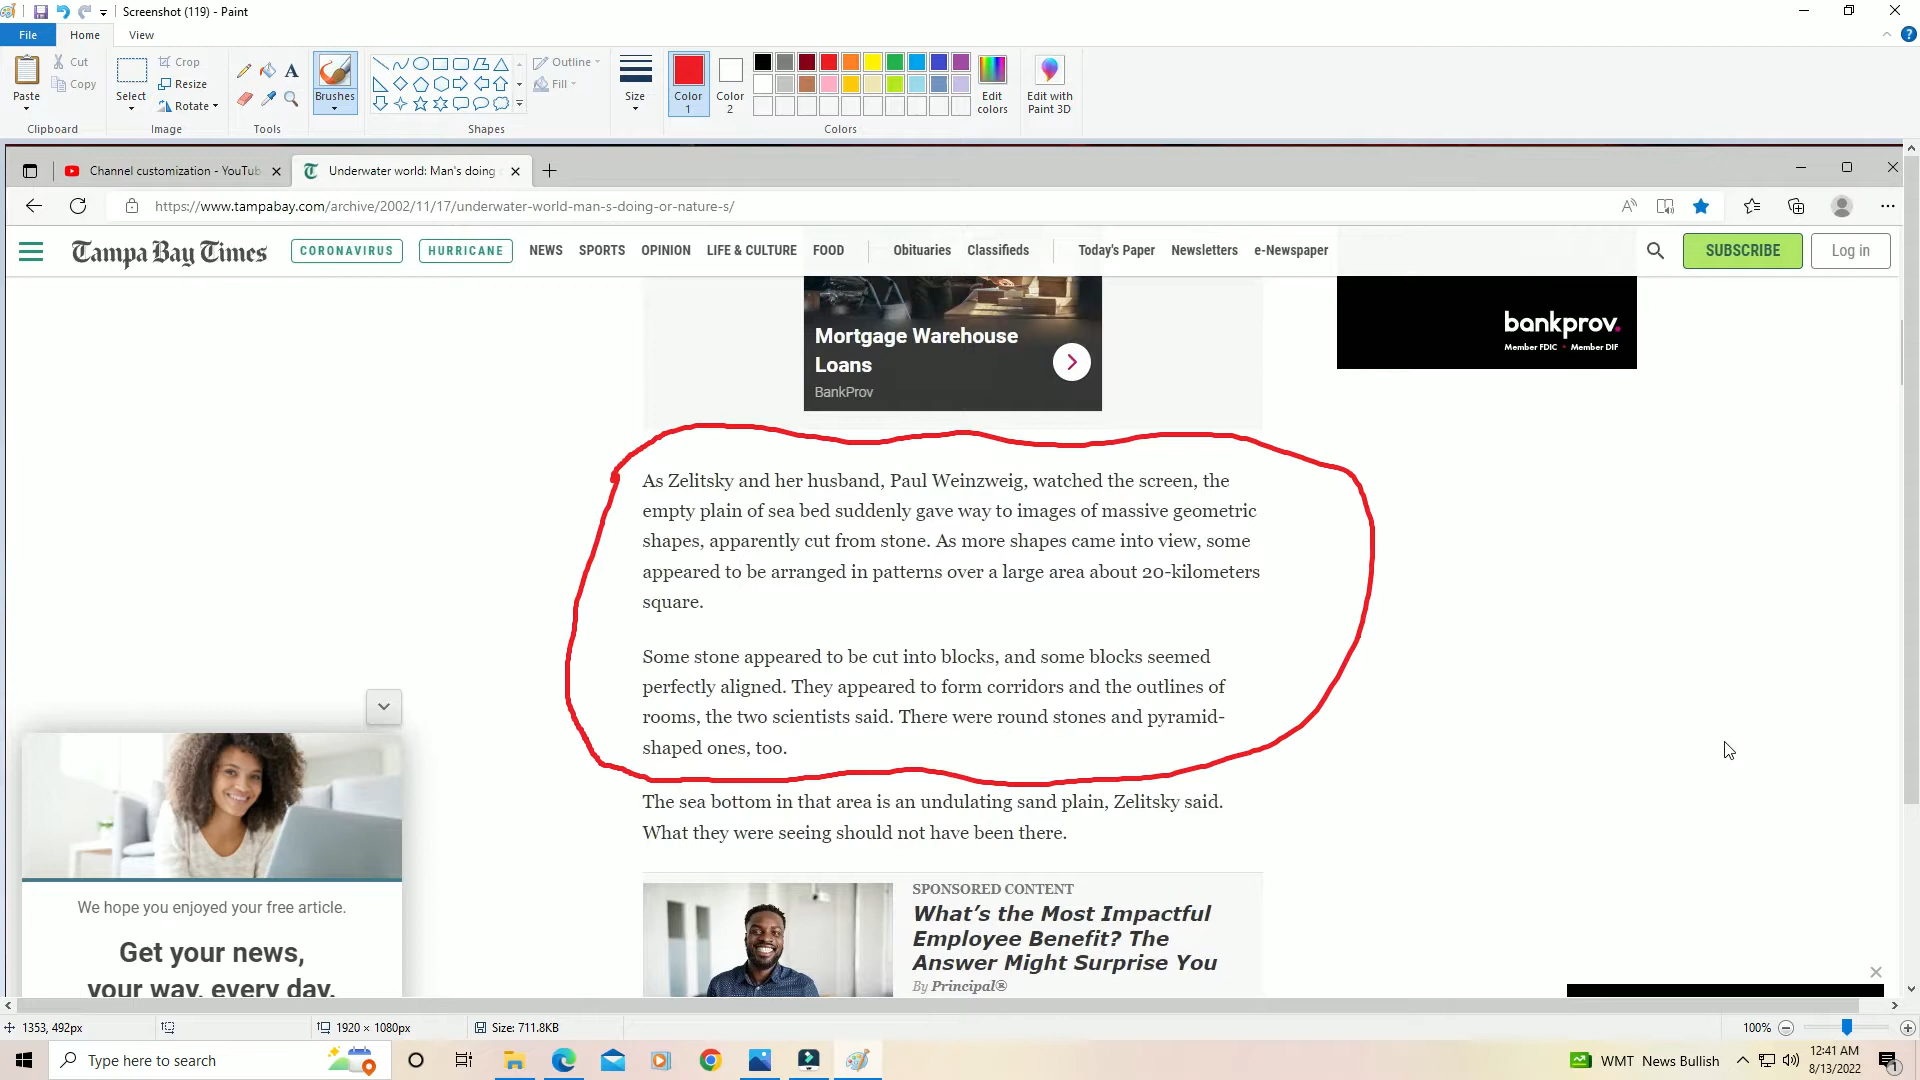 Screenshot (119) - Paint
File
Home
View
Paste
Cut
Copy
Clipboard
Select
Crop
Resize
Rotate
Image
A
Tools
Brushes
Shapes
Outline
Fill
Size
Color 1
Color 2
Edit colors
Edit with Paint 3D
Colors
Channel customization - YouTub
Underwater world: Man's doing
https://www.tampabay.com/archive/2002/11/17/underwater-world-man-s-doing-or-nature-s/
Tampa Bay Times
CORONAVIRUS
HURRICANE
NEWS
SPORTS
OPINION
LIFE & CULTURE
FOOD
Obituaries
Classifieds
Today's Paper
Newsletters
e-Newspaper
SUBSCRIBE
Log in
Mortgage Warehouse
Loans
BankProv
bankprov.
Member FDIC • Member DIF
As Zelitsky and her husband, Paul Weinzweig, watched the screen, the
empty plain of sea bed suddenly gave way to images of massive geometric
shapes, apparently cut from stone. As more shapes came into view, some
appeared to be arranged in patterns over a large area about 20-kilometers
square.
Some stone appeared to be cut into blocks, and some blocks seemed
perfectly aligned. They appeared to form corridors and the outlines of
rooms, the two scientists said. There were round stones and pyramid-
shaped ones, too.
The sea bottom in that area is an undulating sand plain, Zelitsky said.
What they were seeing should not have been there.
We hope you enjoyed your free article.
Get your news,
your way, every day.
SPONSORED CONTENT
What's the Most Impactful
Employee Benefit? The
Answer Might Surprise You
By Principal®
1353, 492px
1920 × 1080px
Size: 711.8KB
100%
Type here to search
WMT News Bullish
12:41 AM
8/13/2022
1